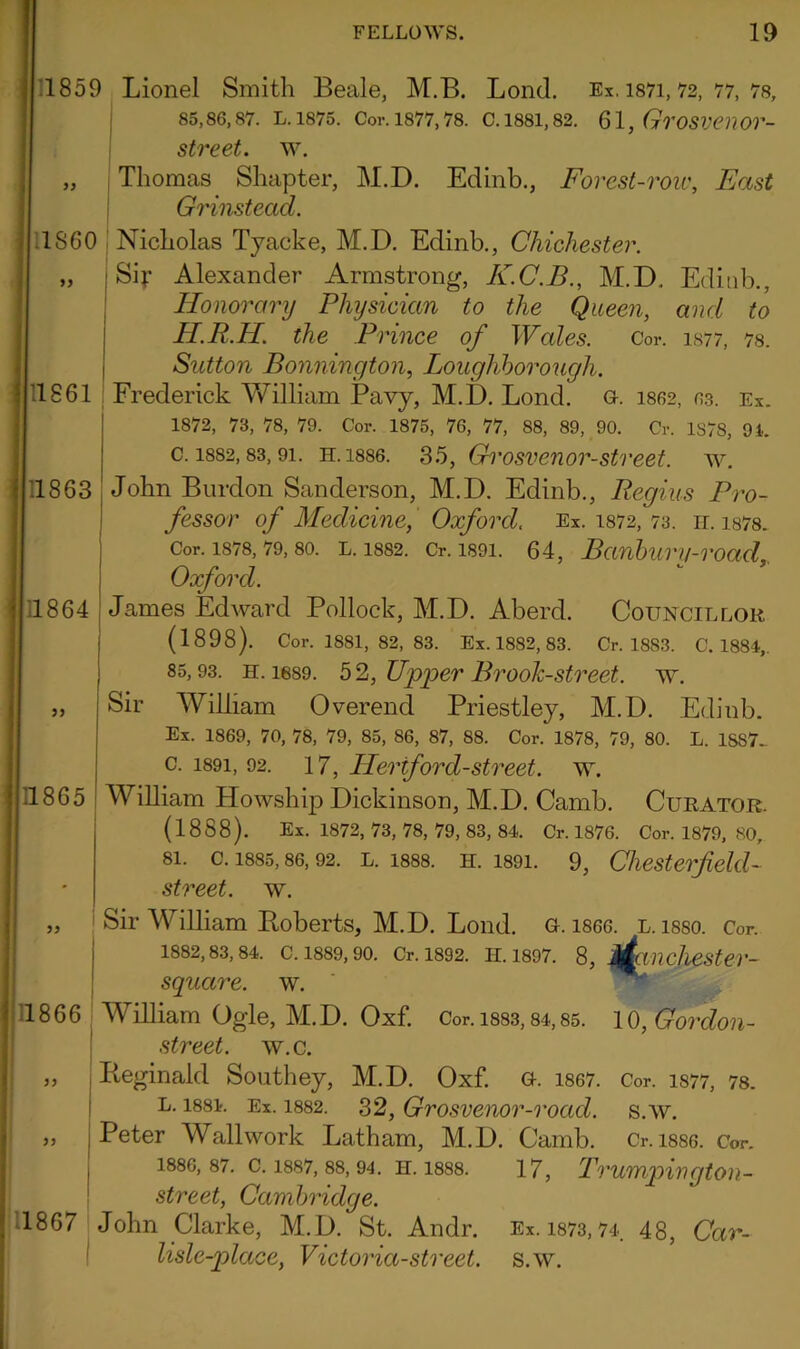 FELLOWS. 19
1859 Lionel Smith Beale, M.B. Lond. Ex. 1871, 72, 77, 78,
85, 86, 87. L. 1875. Cor. 1877, 78. C. 1881, 82. 61, Grosvenor-
street. W.
„ Thomas Shapter, M.D. Edinb., Forest-row, East
Grinstead.
1860 Nicholas Tyacke, M.D. Edinb., Chichester.
„ Sir Alexander Armstrong, K.C.B., M.D. Edinb.,
Honorary Physician to the Queen, and to
H.R.H. the Prince of Wales. Cor. 1877, 78.
Sutton Bonnington, Loughborough.
1861 Frederick William Pavy, M.D. Lond. G. 1862, 63. Ex.
1872, 73, 78, 79. Cor. 1875, 76, 77, 88, 89, 90. Cr. 1878, 94.
C. 1882, 83, 91. H. 1886. 35, Grosvenor-street. W.
1863 John Burdon Sanderson, M.D. Edinb., Regius Pro-
fessor of Medicine, Oxford. Ex. 1872, 73. H. 1878.
Cor. 1878, 79, 80. L. 1882. Cr. 1891. 64, Banbury-road,
Oxford.
1864 James Edward Pollock, M.D. Aberd. COUNCILLOR
(1898). Cor. 1881, 82, 83. Ex. 1882, 83. Cr. 1883. C. 1884,
85, 93. H. 1889. 52, Upper Brook-street. W.
„ Sir William Overend Priestley, M.D. Edinb.
Ex. 1869, 70, 78, 79, 85, 86, 87, 88. Cor. 1878, 79, 80. L. 1887.
C. 1891, 92. 17, Hertford-street. W.
1865 William Howship Dickinson, M.D. Camb. CURATOR
(1888). Ex. 1872, 73, 78, 79, 83, 84. Cr. 1876. Cor. 1879, 80,
81. C. 1885, 86, 92. L. 1888. H. 1891. 9, Chesterfield-
street. W.
„ Sir William Roberts, M.D. Lond. G. 1866. L. 1880. Cor.
1882, 83, 84. C. 1889, 90. Cr. 1892. H. 1897. 8, Manchester-
square. W.
1866 William Ogle, M.D. Oxf. Cor. 1883, 84, 85. 10, Gordon-
street. W.C.
„ Reginald Southey, M.D. Oxf. G. 1867. Cor. 1877, 78.
L. 1881. Ex. 1882. 32, Grosvenor-road. S.W.
„ Peter Wallwork Latham, M.D. Camb. Cr. 1886. Cor.
1886, 87. C. 1887, 88, 94. H. 1888. 17, Trumpington-
street, Cambridge.
1867 John Clarke, M.D. St. Andr. Ex. 1873, 74. 48, Car-
lisle-place, Victoria-street. S.W.